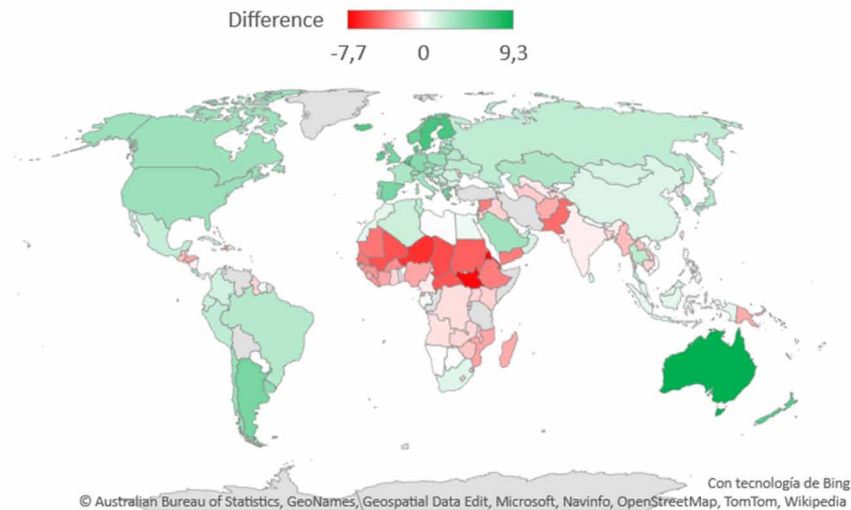 Difference
-7,7 0 9,3
Con tecnología de Bing
© Australian Bureau of Statistics, GeoNames, Geospatial Data Edit, Microsoft, Navinfo, OpenStreetMap, TomTom, Wikipedia